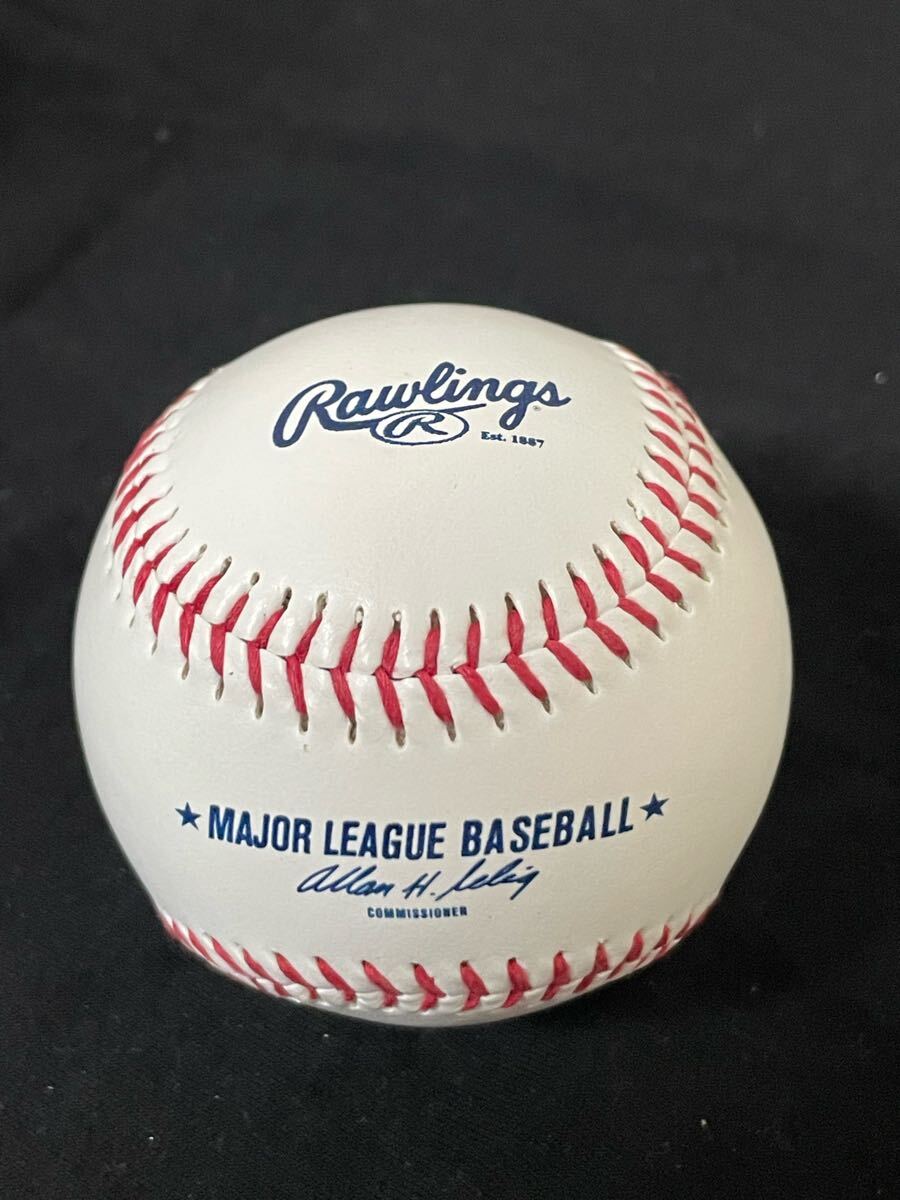 Rawlings®
R
Est. 1887
★ MAJOR LEAGUE BASEBALL ★
Allan H. Selig
COMMISSIONER